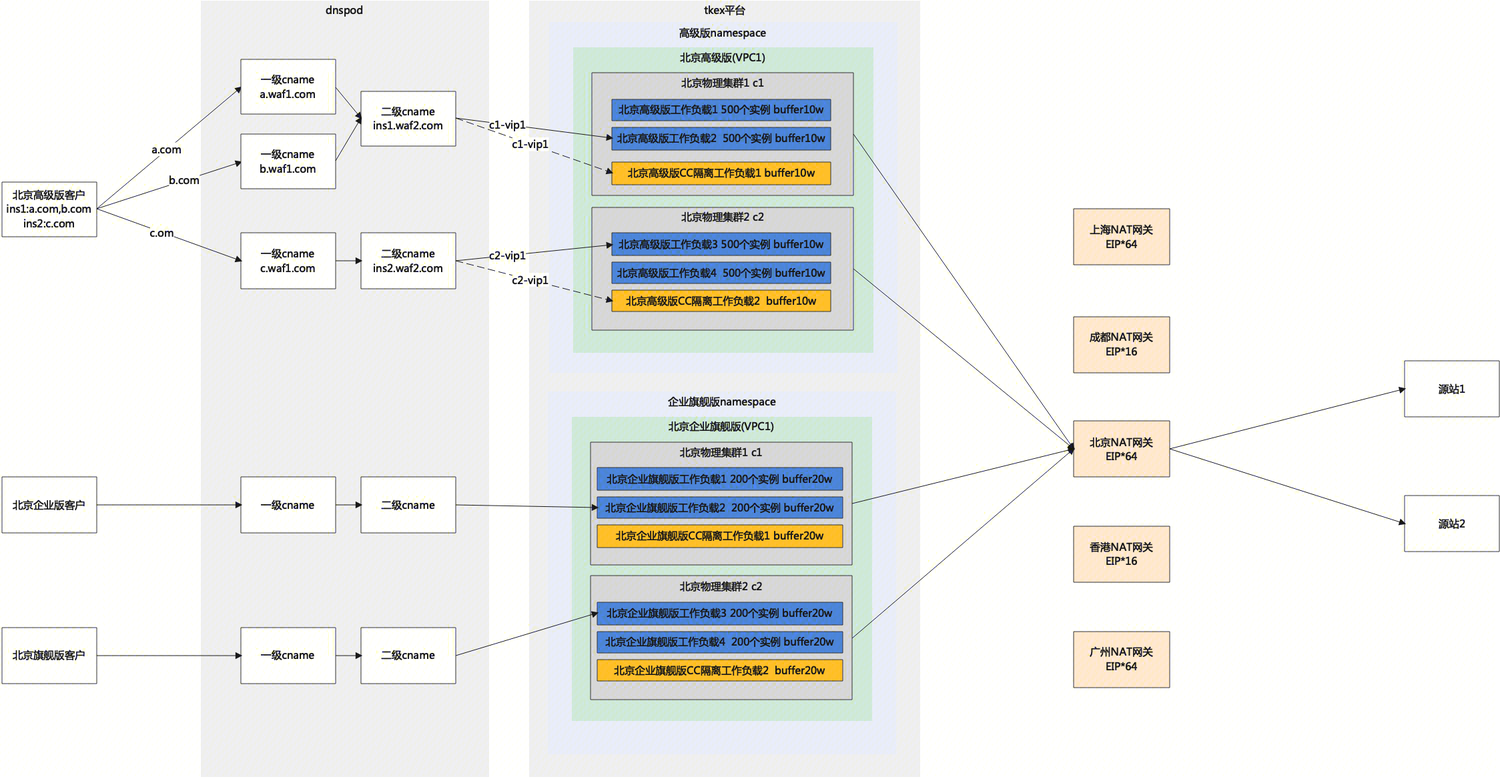 dnspod
tkex平台
高级版namespace
北京高级版(VPC1)
北京物理集群1 c1
北京高级版工作负载1 500个实例 buffer10w
北京高级版工作负载2 500个实例 buffer10w
北京高级版CC隔离工作负载1 buffer10w
北京物理集群2 c2
北京高级版工作负载3 500个实例 buffer10w
北京高级版工作负载4 500个实例 buffer10w
北京高级版CC隔离工作负载2 buffer10w
北京高级版客户
ins1:a.com,b.com
ins2:c.com
a.com
b.com
c.om
一级cname
a.waf1.com
一级cname
b.waf1.com
一级cname
c.waf1.com
二级cname
ins1.waf2.com
二级cname
ins2.waf2.com
c1-vip1
c1-vip1
c2-vip1
c2-vip1
企业旗舰版namespace
北京企业旗舰版(VPC1)
北京物理集群1 c1
北京企业旗舰版工作负载1 200个实例 buffer20w
北京企业旗舰版工作负载2 200个实例 buffer20w
北京企业旗舰版CC隔离工作负载1 buffer20w
北京物理集群2 c2
北京企业旗舰版工作负载3 200个实例 buffer20w
北京企业旗舰版工作负载4 200个实例 buffer20w
北京企业旗舰版CC隔离工作负载2 buffer20w
北京企业版客户
一级cname
二级cname
北京旗舰版客户
一级cname
二级cname
上海NAT网关
EIP*64
成都NAT网关
EIP*16
北京NAT网关
EIP*64
香港NAT网关
EIP*16
广州NAT网关
EIP*64
源站1
源站2